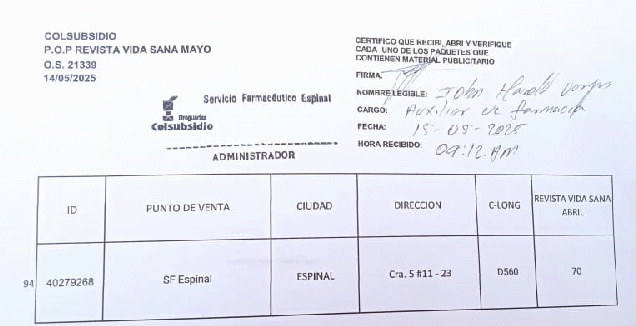 COLSUBSIDIO
P.O.P REVISTA VIDA SANA MAYO
O.S. 21339
14/05/2025
CERTIFICO QUE RECIBI, ABRI Y VERIFIQUE
CADA UNO DE LOS PAQUETES QUE
CONTIENEN MATERIAL PUBLICITARIO
FIRMA
NOMBRE LEGIBLE: John Harold Vargas
CARGO: Auxiliar de farmacia
FECHA: 15-05-2025
HORA RECIBIDO: 09:12 AM
Servicio Farmacéutico Espinal
Droguerías
Colsubsidio
ADMINISTRADOR
ID PUNTO DE VENTA CIUDAD DIRECCION C-LONG REVISTA VIDA SANA
ABRIL
94 40279268 SF Espinal ESPINAL Cra. 5 #11 - 23 D560 70